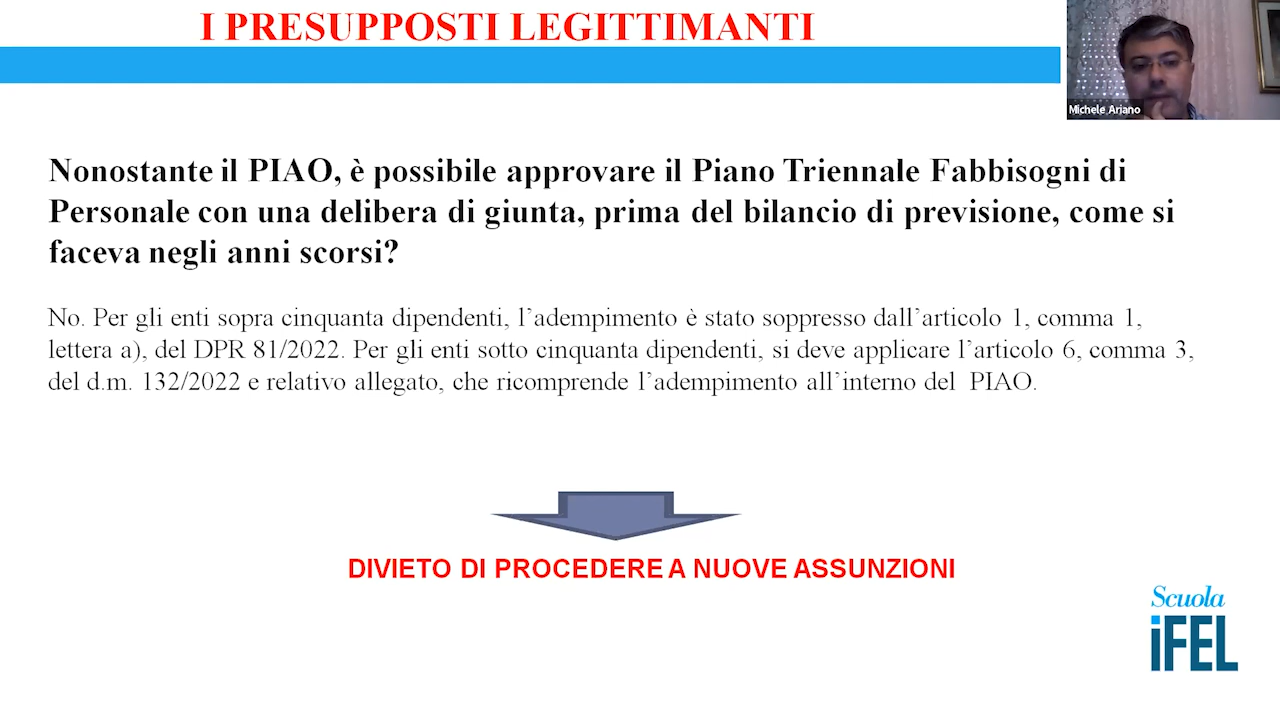 I PRESUPPOSTI LEGITTIMANTI
Michele Ariano
Nonostante il PIAO, è possibile approvare il Piano Triennale Fabbisogni di
Personale con una delibera di giunta, prima del bilancio di previsione, come si
faceva negli anni scorsi?
No. Per gli enti sopra cinquanta dipendenti, l’adempimento è stato soppresso dall’articolo 1, comma 1,
lettera a), del DPR 81/2022. Per gli enti sotto cinquanta dipendenti, si deve applicare l’articolo 6, comma 3,
del d.m. 132/2022 e relativo allegato, che ricomprende l’adempimento all’interno del PIAO.
DIVIETO DI PROCEDERE A NUOVE ASSUNZIONI
Scuola
iFEL